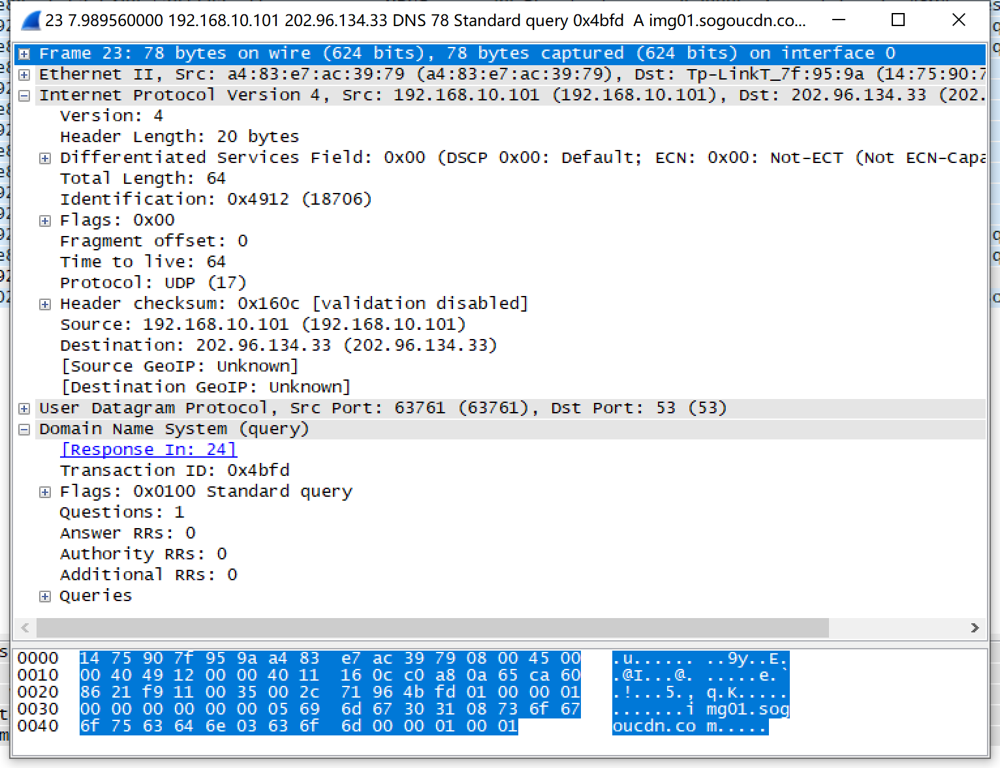 23 7.989560000 192.168.10.101 202.96.134.33 DNS 78 Standard query 0x4bfd  A img01.sogoucdn.co...
Frame 23: 78 bytes on wire (624 bits), 78 bytes captured (624 bits) on interface 0
Ethernet II, Src: a4:83:e7:ac:39:79 (a4:83:e7:ac:39:79), Dst: Tp-LinkT_7f:95:9a (14:75:90:7
Internet Protocol Version 4, Src: 192.168.10.101 (192.168.10.101), Dst: 202.96.134.33 (202.
Version: 4
Header Length: 20 bytes
Differentiated Services Field: 0x00 (DSCP 0x00: Default; ECN: 0x00: Not-ECT (Not ECN-Capa
Total Length: 64
Identification: 0x4912 (18706)
Flags: 0x00
Fragment offset: 0
Time to live: 64
Protocol: UDP (17)
Header checksum: 0x160c [validation disabled]
Source: 192.168.10.101 (192.168.10.101)
Destination: 202.96.134.33 (202.96.134.33)
[Source GeoIP: Unknown]
[Destination GeoIP: Unknown]
User Datagram Protocol, Src Port: 63761 (63761), Dst Port: 53 (53)
Domain Name System (query)
[Response In: 24]
Transaction ID: 0x4bfd
Flags: 0x0100 Standard query
Questions: 1
Answer RRs: 0
Authority RRs: 0
Additional RRs: 0
Queries
0000  14 75 90 7f 95 9a a4 83  e7 ac 39 79 08 00 45 00  .u...... ..9y..E.
0010  00 40 49 12 00 00 40 11  16 0c c0 a8 0a 65 ca 60  .@I...@. .....e.`
0020  86 21 f9 11 00 35 00 2c  71 96 4b fd 01 00 00 01  .!...5., q.K.....
0030  00 00 00 00 00 00 05 69  6d 67 30 31 08 73 6f 67  .......i mg01.sog
0040  6f 75 63 64 6e 03 63 6f  6d 00 00 01 00 01  oucdn.co m.....